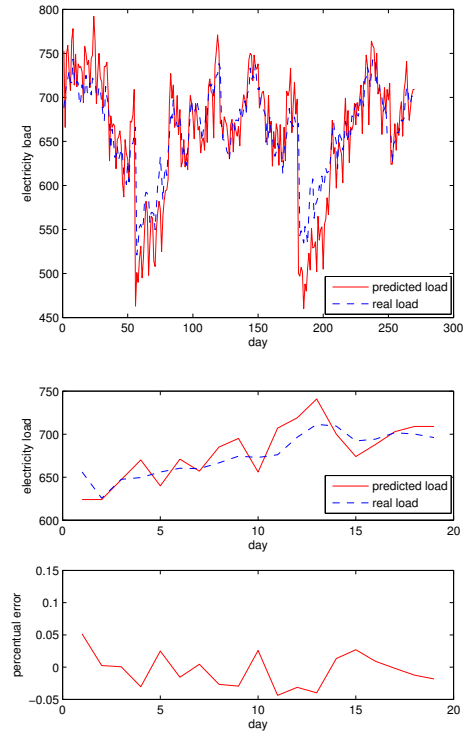 800
750
700
650
600
550
500
450
electricity load
0 50 100 150 200 250 300
day
predicted load
real load
750
700
650
600
electricity load
0 5 10 15 20
day
predicted load
real load
0.15
0.1
0.05
0
−0.05
percentual error
0 5 10 15 20
day